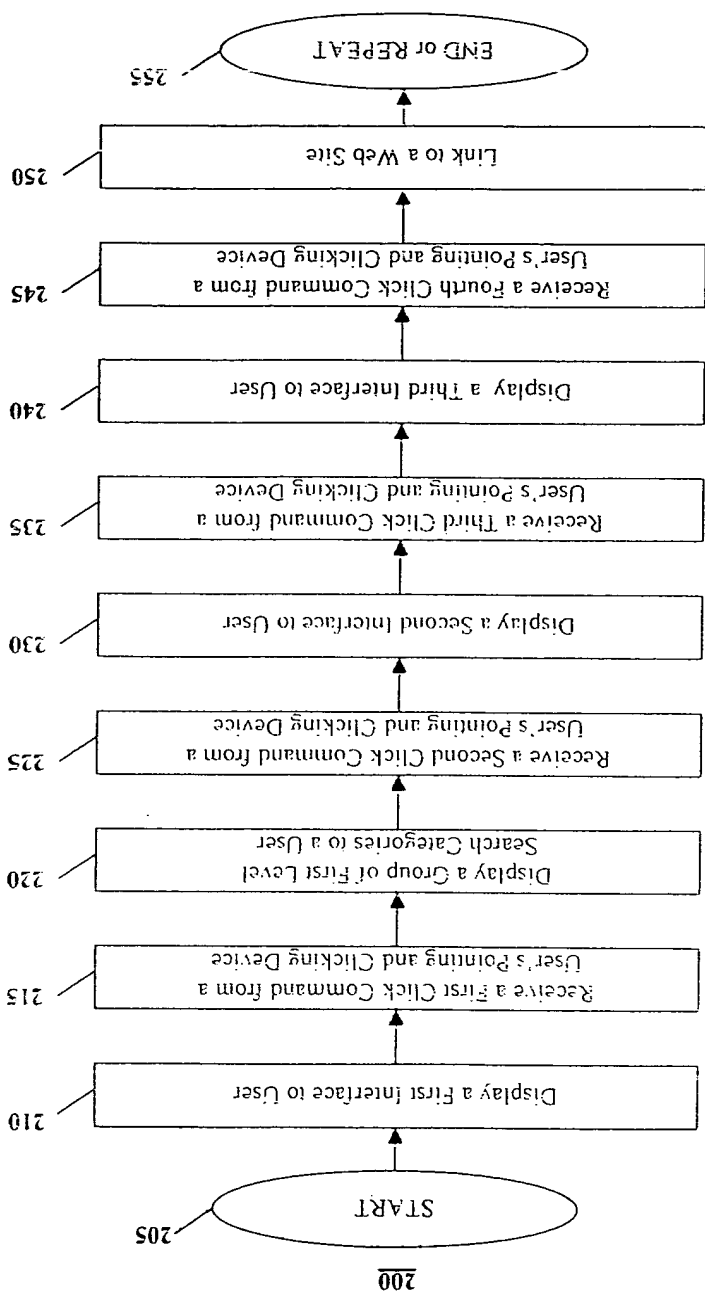 200
START
205
Display a First Interface to User
210
Receive a First Click Command from a
User's Pointing and Clicking Device
215
Display a Group of First Level
Search Categories to a User
220
Receive a Second Click Command from a
User's Pointing and Clicking Device
225
Display a Second Interface to User
230
Receive a Third Click Command from a
User's Pointing and Clicking Device
235
Display a Third Interface to User
240
Receive a Fourth Click Command from a
User's Pointing and Clicking Device
245
Link to a Web Site
250
END or REPEAT
255